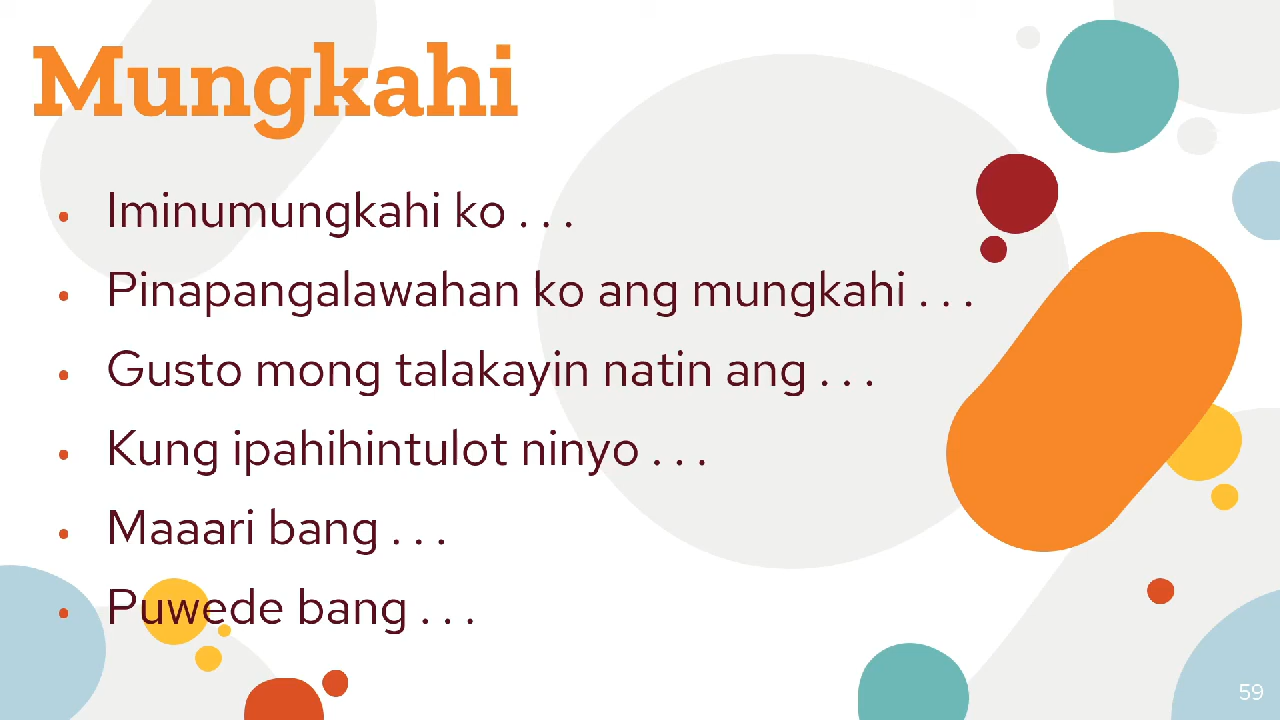 Mungkahi
• Iminumungkahi ko . . .
• Pinapangalawahan ko ang mungkahi . . .
• Gusto mong talakayin natin ang . . .
• Kung ipahihintulot ninyo . . .
• Maaari bang . . .
• Puwede bang . . .
59